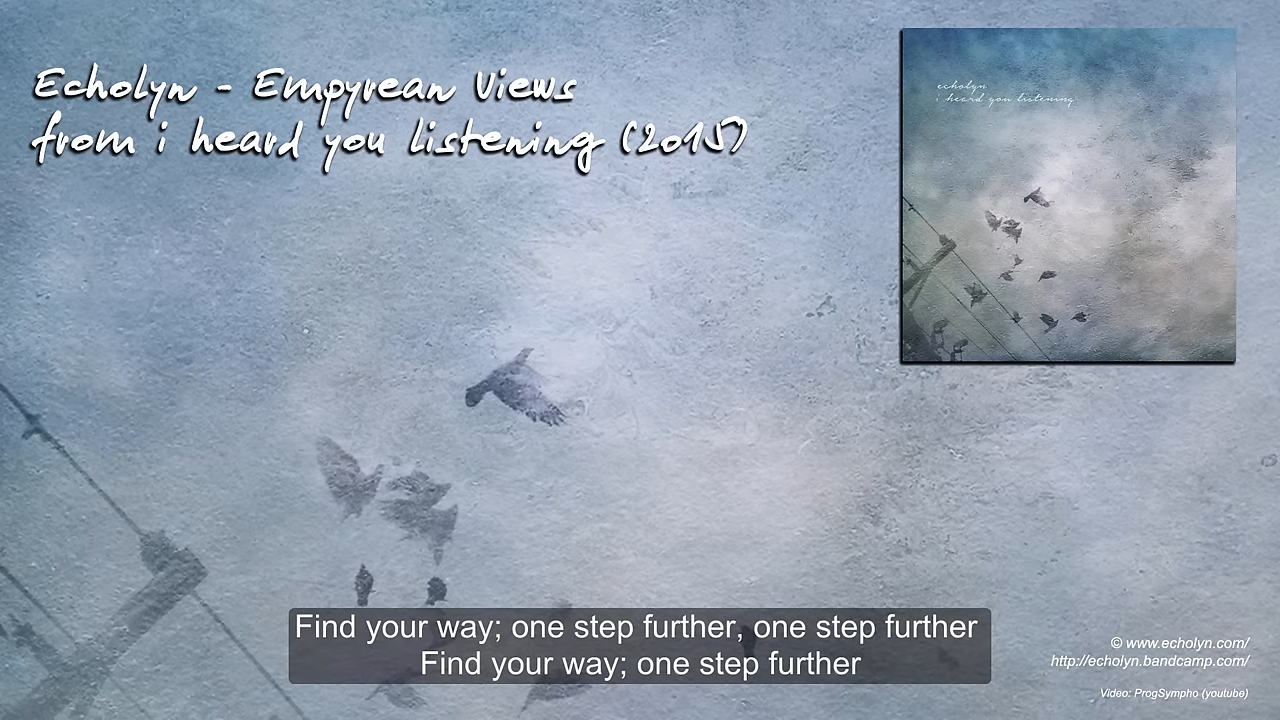 Echolyn - Empyrean Views
from i heard you listening (2015)
echolyn
i heard you listening
Find your way; one step further, one step further
Find your way; one step further
© www.echolyn.com/
http://echolyn.bandcamp.com/
Video: ProgSympho (youtube)